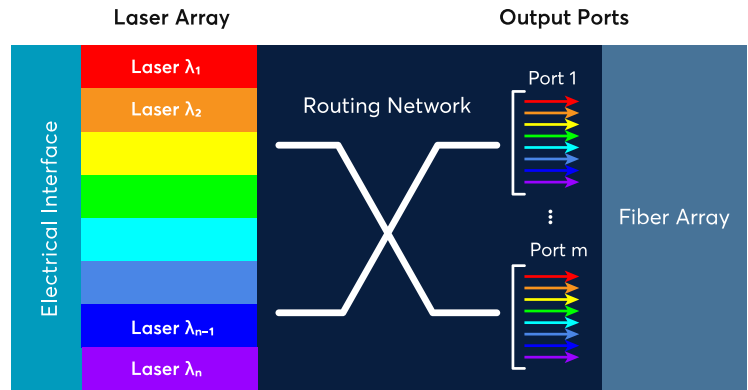 Laser Array
Output Ports
Electrical Interface
Laser λ₁
Laser λ₂
Laser λₙ₋₁
Laser λₙ
Routing Network
Port 1
⋮
Port m
Fiber Array